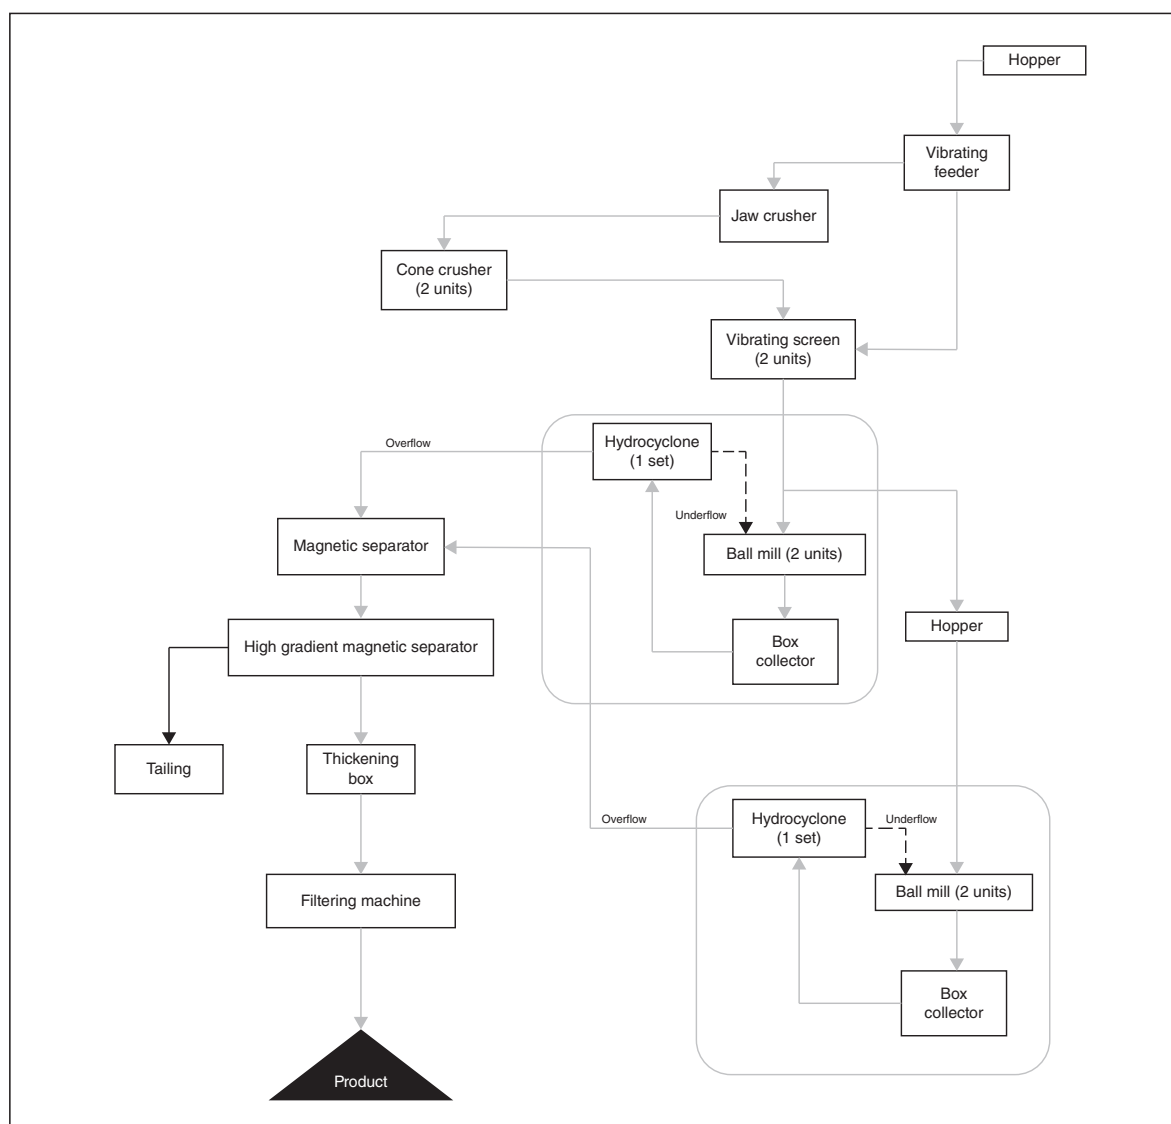 Hopper
Vibrating
feeder
Jaw crusher
Cone crusher
(2 units)
Vibrating screen
(2 units)
Overflow
Hydrocyclone
(1 set)
Underflow
Magnetic separator
Ball mill (2 units)
Hopper
High gradient magnetic separator
Box
collector
Tailing
Thickening
box
Overflow
Hydrocyclone
(1 set)
Underflow
Filtering machine
Ball mill (2 units)
Box
collector
Product